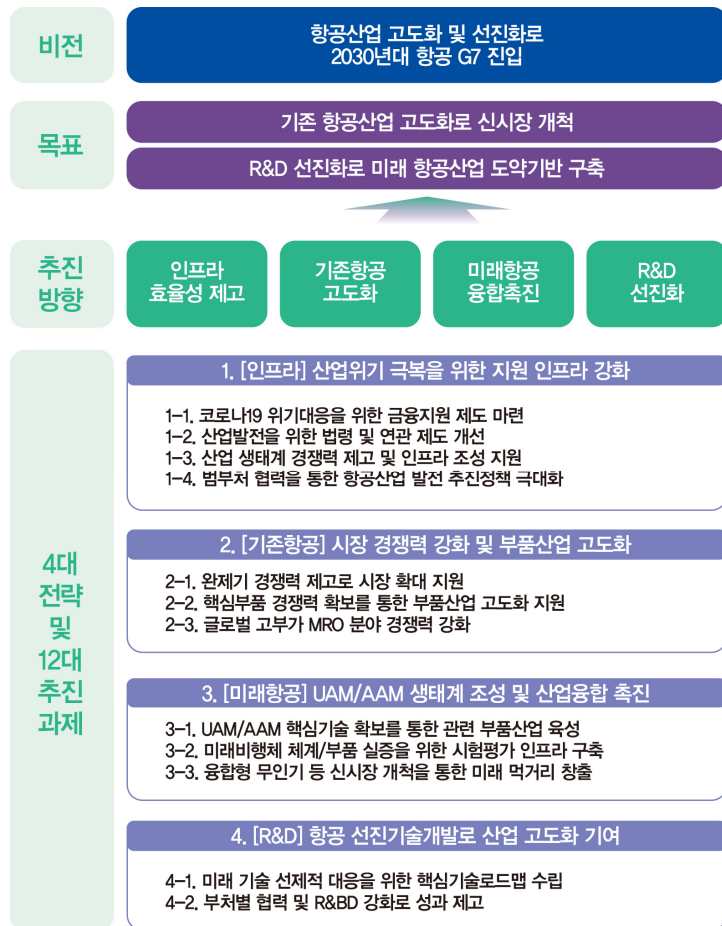 비전
항공산업 고도화 및 선진화로
2030년대 항공 G7 진입
목표
기존 항공산업 고도화로 신시장 개척
R&D 선진화로 미래 항공산업 도약기반 구축
추진
방향
인프라
효율성 제고
기존항공
고도화
미래항공
융합촉진
R&D
선진화
4대
전략
및
12대
추진
과제
1. [인프라] 산업위기 극복을 위한 지원 인프라 강화
1-1. 코로나19 위기대응을 위한 금융지원 제도 마련
1-2. 산업발전을 위한 법령 및 연관 제도 개선
1-3. 산업 생태계 경쟁력 제고 및 인프라 조성 지원
1-4. 범부처 협력을 통한 항공산업 발전 추진정책 극대화
2. [기존항공] 시장 경쟁력 강화 및 부품산업 고도화
2-1. 완제기 경쟁력 제고로 시장 확대 지원
2-2. 핵심부품 경쟁력 확보를 통한 부품산업 고도화 지원
2-3. 글로벌 고부가 MRO 분야 경쟁력 강화
3. [미래항공] UAM/AAM 생태계 조성 및 산업융합 촉진
3-1. UAM/AAM 핵심기술 확보를 통한 관련 부품산업 육성
3-2. 미래비행체 체계/부품 실증을 위한 시험평가 인프라 구축
3-3. 융합형 무인기 등 신시장 개척을 통한 미래 먹거리 창출
4. [R&D] 항공 선진기술개발로 산업 고도화 기여
4-1. 미래 기술 선제적 대응을 위한 핵심기술로드맵 수립
4-2. 부처별 협력 및 R&BD 강화로 성과 제고